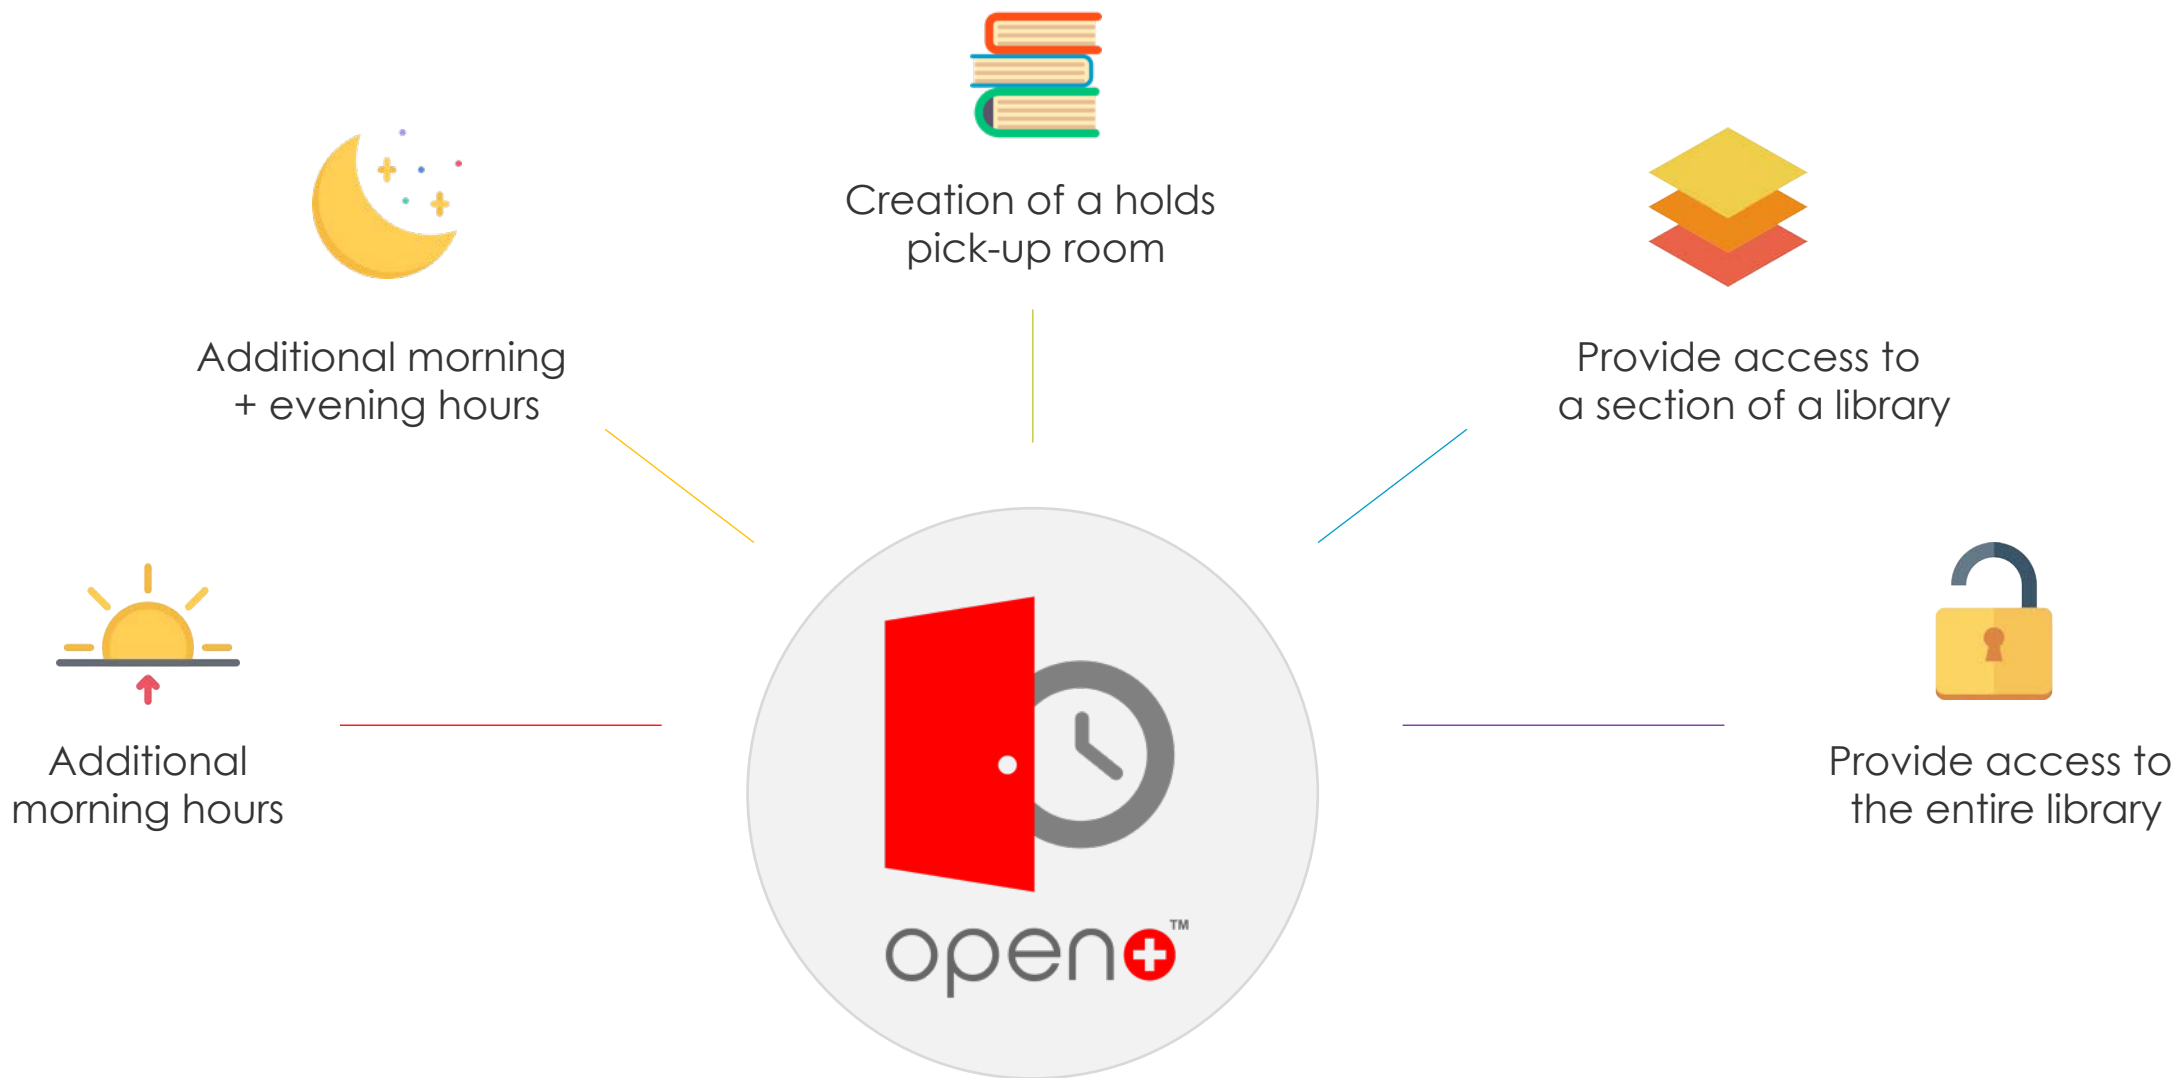 Creation of a holds
pick-up room
Additional morning
+ evening hours
Provide access to
a section of a library
Additional
morning hours
Provide access to
the entire library
open+™